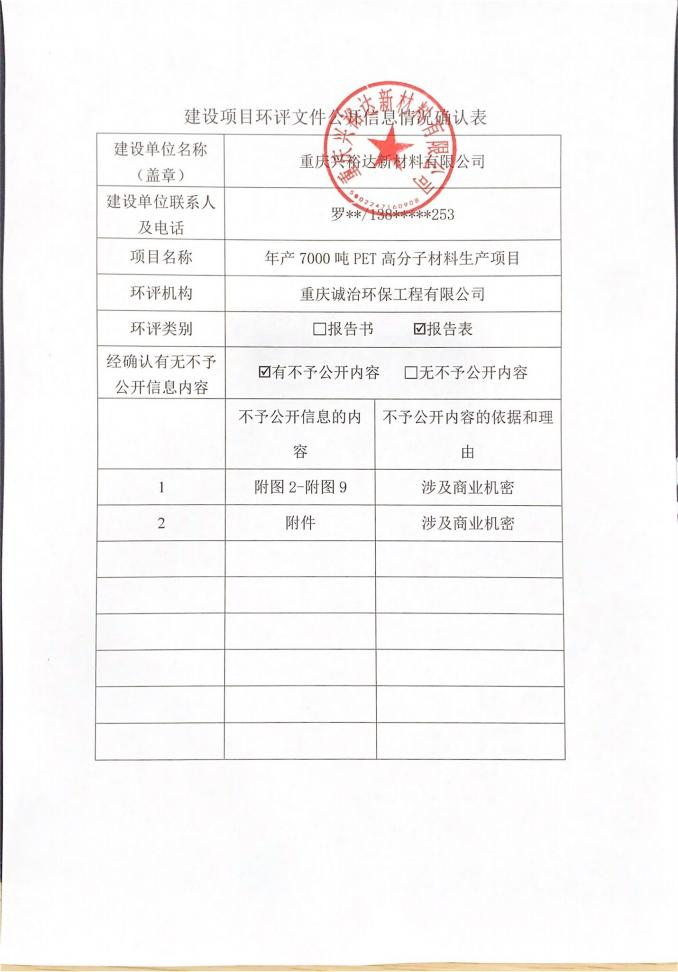 建设项目环评文件公开信息情况确认表
重庆兴裕达新材料有限公司
5002247160908
建设单位名称
（盖章）
重庆兴裕达新材料有限公司
建设单位联系人
及电话
罗**/138*****253
项目名称
年产 7000 吨 PET 高分子材料生产项目
环评机构
重庆诚治环保工程有限公司
环评类别
□报告书 ☑报告表
经确认有无不予
公开信息内容
☑有不予公开内容 □无不予公开内容
不予公开信息的内
容
不予公开内容的依据和理
由
1
附图 2-附图 9
涉及商业机密
2
附件
涉及商业机密